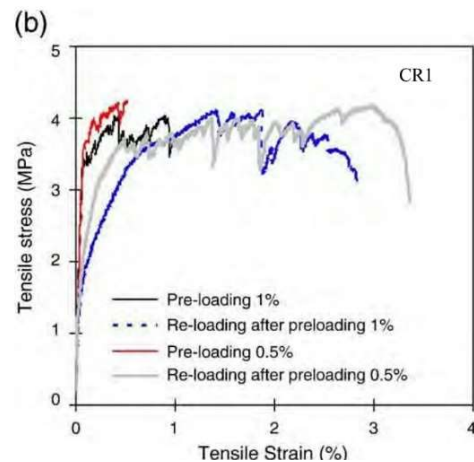 (b)
5
4
3
2
1
0
Tensile stress (MPa)
CR1
Pre-loading 1%
Re-loading after preloading 1%
Pre-loading 0.5%
Re-loading after preloading 0.5%
0 1 2 3 4
Tensile Strain (%)